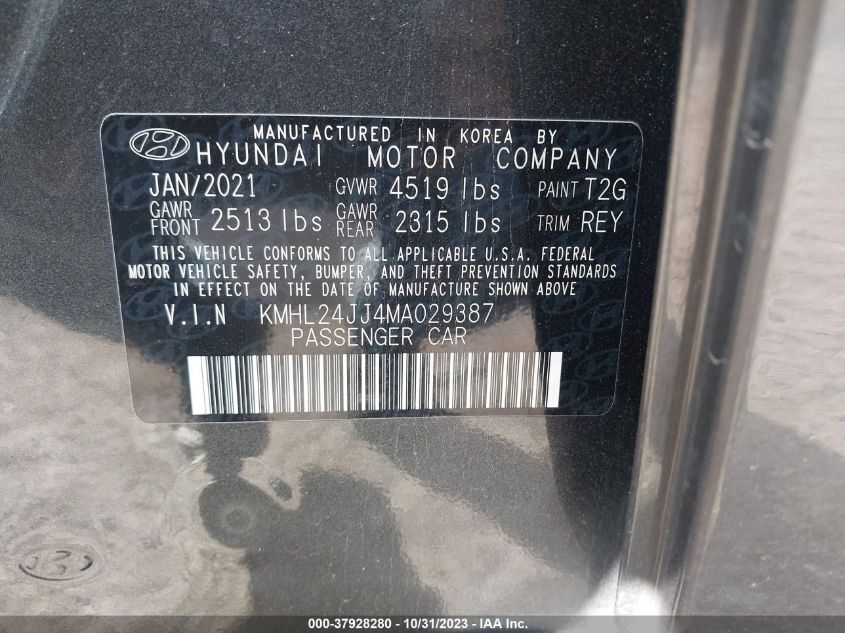 MANUFACTURED IN KOREA BY
HYUNDAI MOTOR COMPANY
JAN/2021 GVWR 4519 lbs PAINT T2G
GAWR FRONT 2513 lbs GAWR REAR 2315 lbs TRIM REY
THIS VEHICLE CONFORMS TO ALL APPLICABLE U.S.A. FEDERAL
MOTOR VEHICLE SAFETY, BUMPER, AND THEFT PREVENTION STANDARDS
IN EFFECT ON THE DATE OF MANUFACTURE SHOWN ABOVE
V.I.N KMHL24JJ4MA029387
PASSENGER CAR
000-37928280 - 10/31/2023 - IAA Inc.